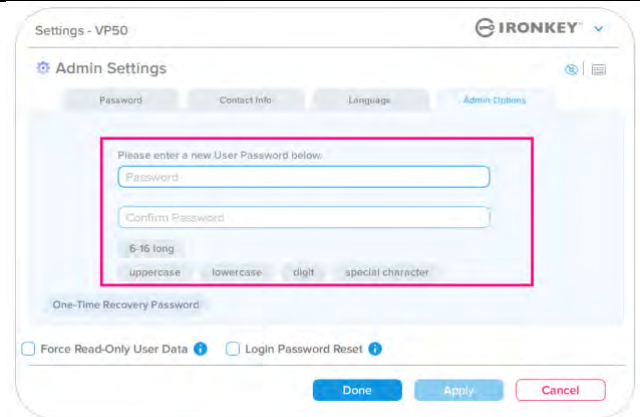 Settings - VP50
IRONKEY
Admin Settings
Password Contact Info Language Admin Options
Please enter a new User Password below.
Password
Confirm Password
6-16 long
uppercase lowercase digit special character
One-Time Recovery Password
Force Read-Only User Data Login Password Reset
Done Apply Cancel